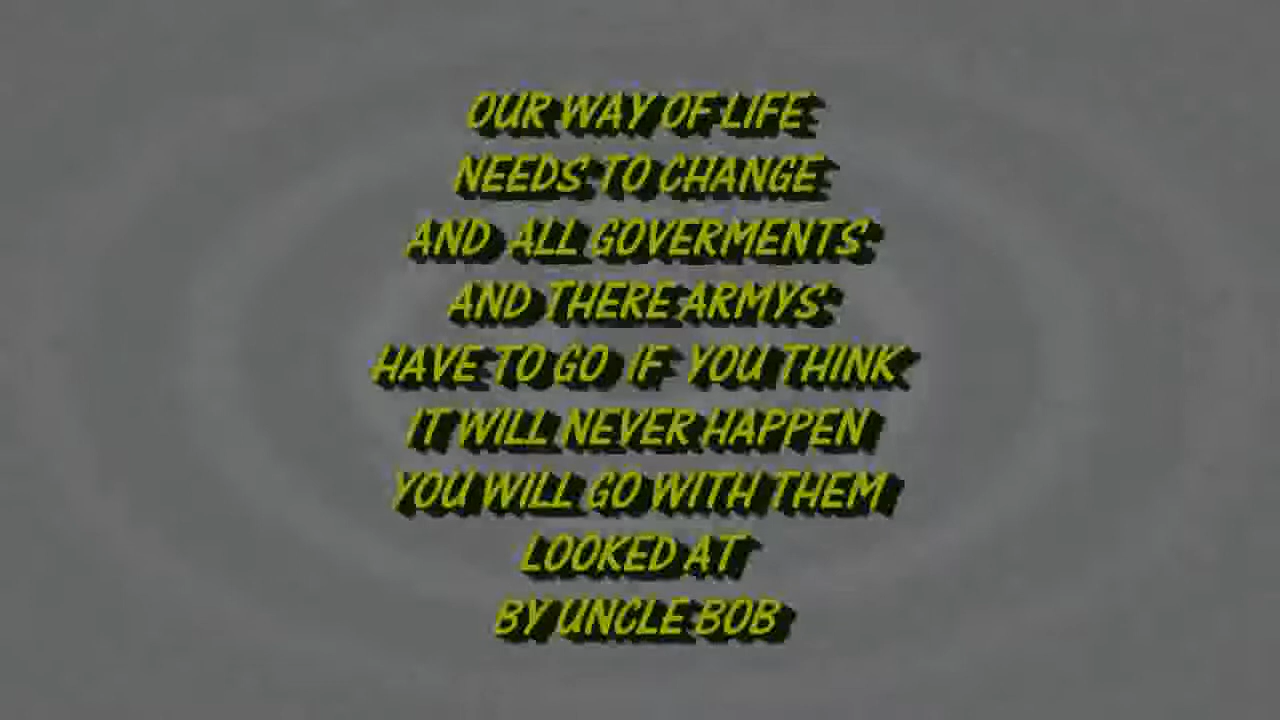 OUR WAY OF LIFE
NEEDS TO CHANGE
AND ALL GOVERMENTS
AND THERE ARMYS
HAVE TO GO IF YOU THINK
IT WILL NEVER HAPPEN
YOU WILL GO WITH THEM
LOOKED AT
BY UNCLE BOB